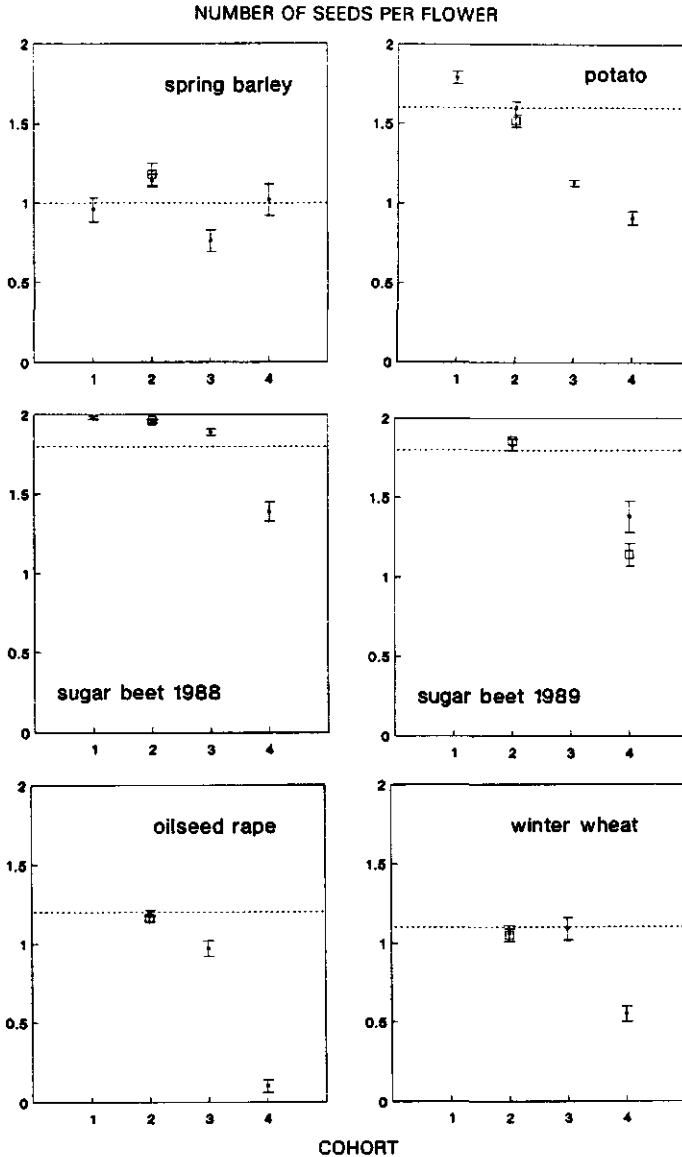 NUMBER OF SEEDS PER FLOWER
2
1.5
1
0.5
0
spring barley
1 2 3 4
2
1.5
1
0.5
0
potato
1 2 3 4
2
1.5
1
0.5
0
sugar beet 1988
1 2 3 4
2
1.5
1
0.5
0
sugar beet 1989
1 2 3 4
2
1.5
1
0.5
0
oilseed rape
1 2 3 4
2
1.5
1
0.5
0
winter wheat
1 2 3 4
COHORT